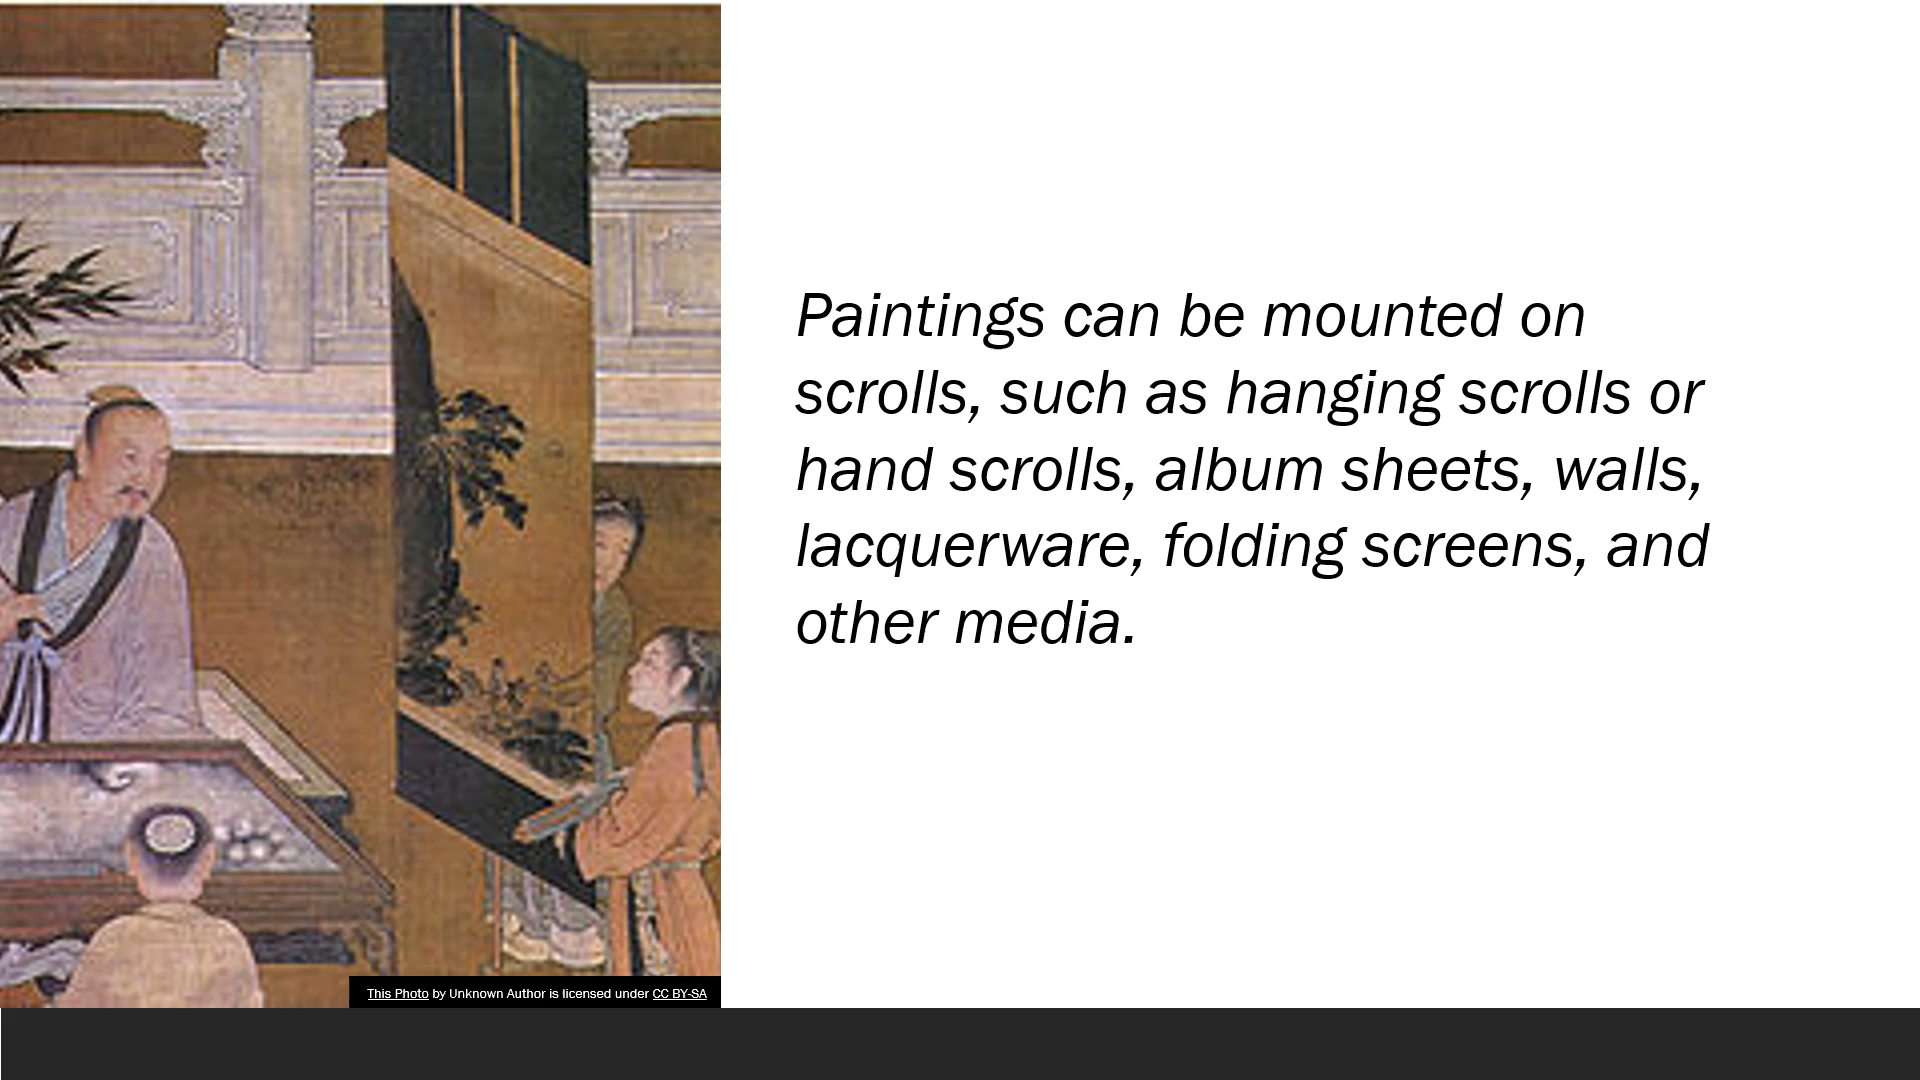 Paintings can be mounted on
scrolls, such as hanging scrolls or
hand scrolls, album sheets, walls,
lacquerware, folding screens, and
other media.
This Photo by Unknown Author is licensed under CC BY-SA